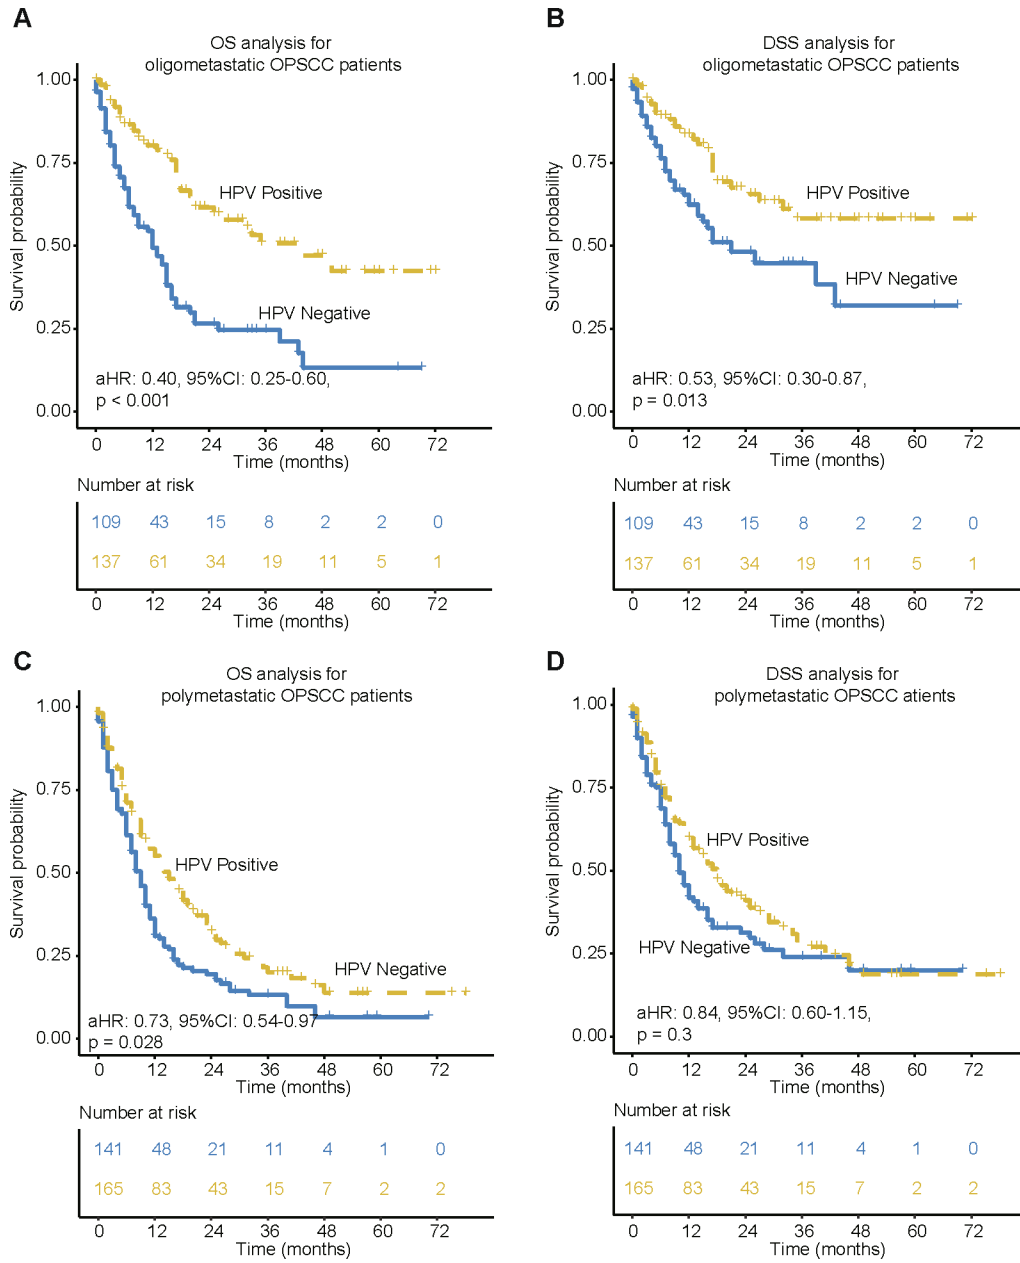 A
OS analysis for
oligometastatic OPSCC patients
Survival probability
1.00
0.75
0.50
0.25
0.00
HPV Positive
HPV Negative
aHR: 0.40, 95%CI: 0.25-0.60,
p < 0.001
0 12 24 36 48 60 72
Time (months)
Number at risk
109 43 15 8 2 2 0
137 61 34 19 11 5 1
0 12 24 36 48 60 72
Time (months)
B
DSS analysis for
oligometastatic OPSCC patients
Survival probability
1.00
0.75
0.50
0.25
0.00
HPV Positive
HPV Negative
aHR: 0.53, 95%CI: 0.30-0.87,
p = 0.013
0 12 24 36 48 60 72
Time (months)
Number at risk
109 43 15 8 2 2 0
137 61 34 19 11 5 1
0 12 24 36 48 60 72
Time (months)
C
OS analysis for
polymetastatic OPSCC patients
Survival probability
1.00
0.75
0.50
0.25
0.00
HPV Positive
HPV Negative
aHR: 0.73, 95%CI: 0.54-0.97
p = 0.028
0 12 24 36 48 60 72
Time (months)
Number at risk
141 48 21 11 4 1 0
165 83 43 15 7 2 2
0 12 24 36 48 60 72
Time (months)
D
DSS analysis for
polymetastatic OPSCC atients
Survival probability
1.00
0.75
0.50
0.25
0.00
HPV Positive
HPV Negative
aHR: 0.84, 95%CI: 0.60-1.15,
p = 0.3
0 12 24 36 48 60 72
Time (months)
Number at risk
141 48 21 11 4 1 0
165 83 43 15 7 2 2
0 12 24 36 48 60 72
Time (months)